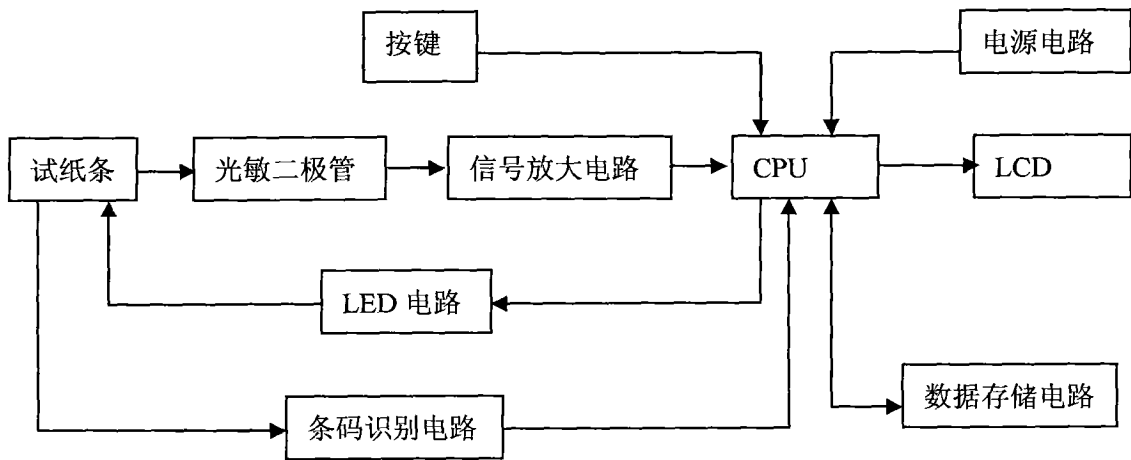 按键
电源电路
试纸条
光敏二极管
信号放大电路
CPU
LCD
LED 电路
数据存储电路
条码识别电路